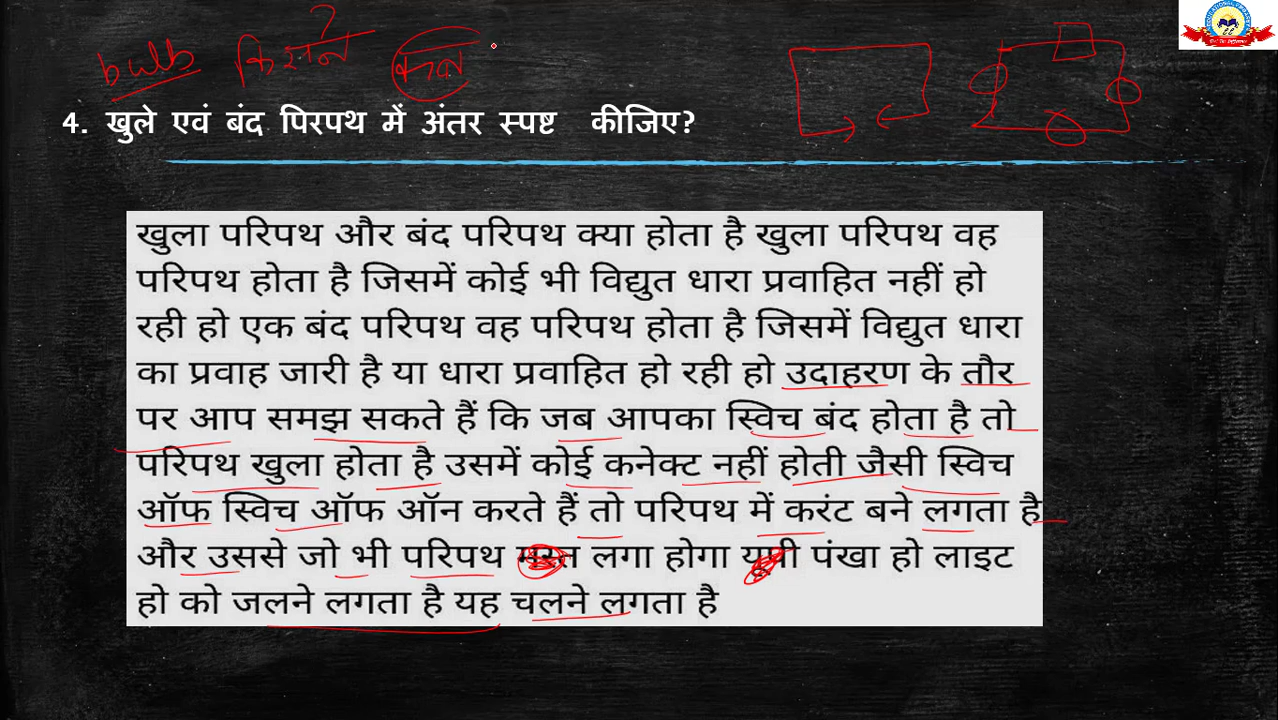 bulb किसने ? कब
4. खुले एवं बंद पिरपथ में अंतर स्पष्ट कीजिए?
खुला परिपथ और बंद परिपथ क्या होता है खुला परिपथ वह
परिपथ होता है जिसमें कोई भी विद्युत धारा प्रवाहित नहीं हो
रही हो एक बंद परिपथ वह परिपथ होता है जिसमें विद्युत धारा
का प्रवाह जारी है या धारा प्रवाहित हो रही हो उदाहरण के तौर
पर आप समझ सकते हैं कि जब आपका स्विच बंद होता है तो
परिपथ खुला होता है उसमें कोई कनेक्ट नहीं होती जैसी स्विच
ऑफ स्विच ऑफ ऑन करते हैं तो परिपथ में करंट बने लगता है
और उससे जो भी परिपथ लगा होगा पंखा हो लाइट
हो को जलने लगता है यह चलने लगता है